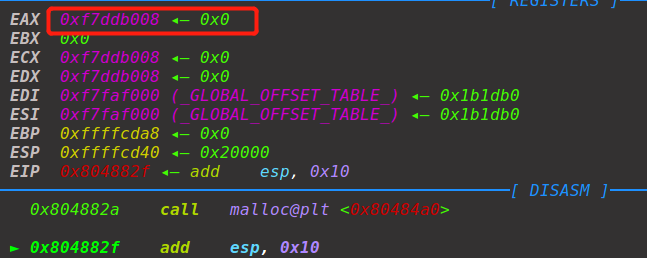 [ REGISTERS ]
EAX 0xf7ddb008 ◂— 0x0
EBX 0x0
ECX 0xf7ddb008 ◂— 0x0
EDX 0xf7ddb008 ◂— 0x0
EDI 0xf7faf000 (_GLOBAL_OFFSET_TABLE_) ◂— 0x1b1db0
ESI 0xf7faf000 (_GLOBAL_OFFSET_TABLE_) ◂— 0x1b1db0
EBP 0xffffcda8 ◂— 0x0
ESP 0xffffcd40 ◂— 0x20000
EIP 0x804882f ◂— add esp, 0x10
[ DISASM ]
0x804882a call malloc@plt <0x80484a0>
► 0x804882f add esp, 0x10